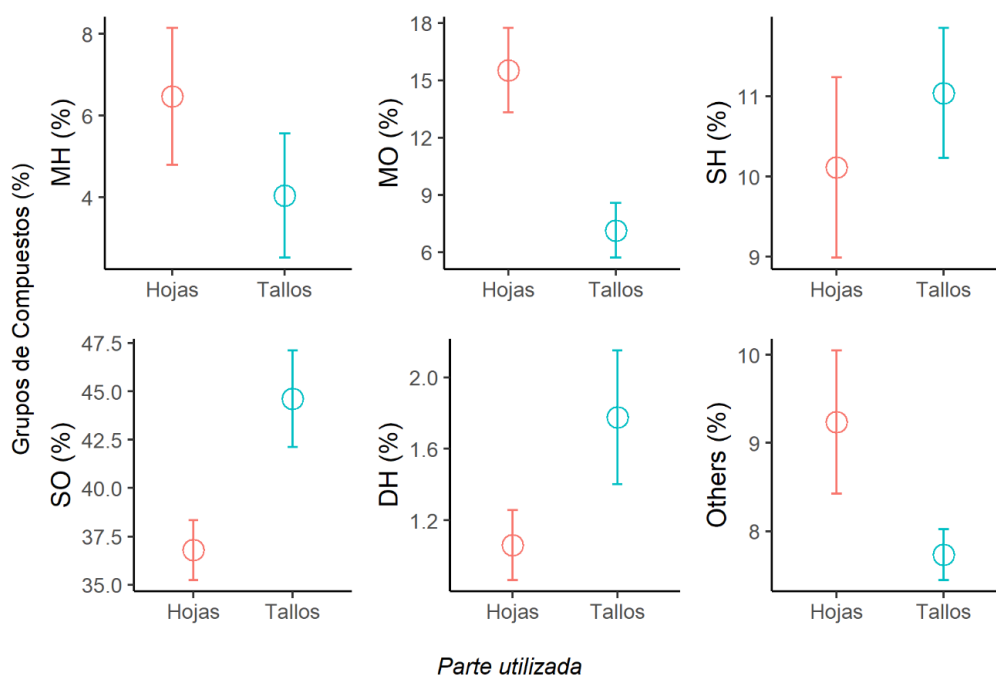 Grupos de Compuestos (%)
MH (%)
8
6
4
Hojas Tallos
MO (%)
18
15
12
9
6
Hojas Tallos
SH (%)
11
10
9
Hojas Tallos
SO (%)
47.5
45.0
42.5
40.0
37.5
35.0
Hojas Tallos
DH (%)
2.0
1.6
1.2
Hojas Tallos
Others (%)
10
9
8
Hojas Tallos
Parte utilizada